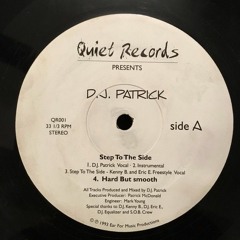 Quiet Records
PRESENTS
D.J. PATRICK
QR001
33 1/3 RPM
STEREO
side A
Step To The Side
1. D.J. Patrick Vocal 2. Instrumental
3. Step To The Side - Kenny B. and Eric E. Freestyle Vocal
4. Hard But smooth
All Tracks Produced and Mixed by D.J. Patrick
Executive Producer: Patrick McDonald
Engineer: Mark Young
Special thanks to D.J. Kenny B., D.J. Eric E.,
D.J. Equalizer and S.O.B. Crew
© 1993 Ear For Music Productions